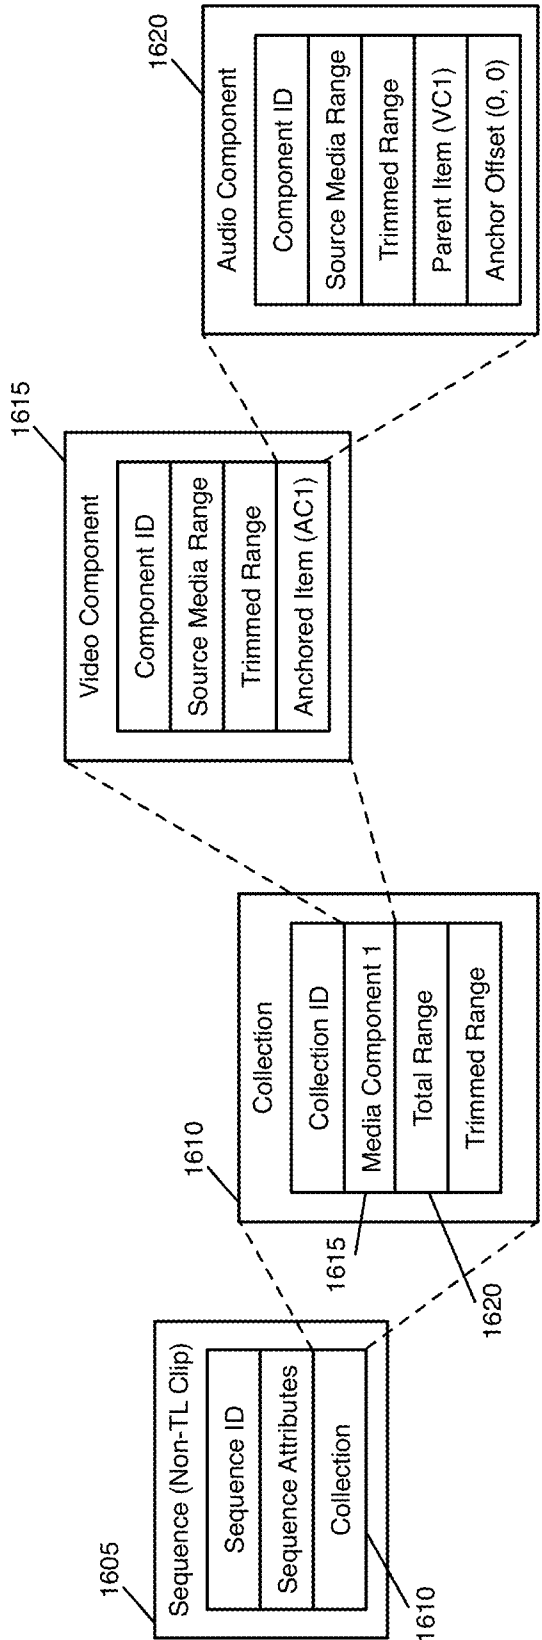 1605
Sequence (Non-TL Clip)
Sequence ID
Sequence Attributes
Collection
1610
1610
Collection
Collection ID
Media Component 1
Total Range
Trimmed Range
1615
1620
1615
Video Component
Component ID
Source Media Range
Trimmed Range
Anchored Item (AC1)
1620
Audio Component
Component ID
Source Media Range
Trimmed Range
Parent Item (VC1)
Anchor Offset (0, 0)